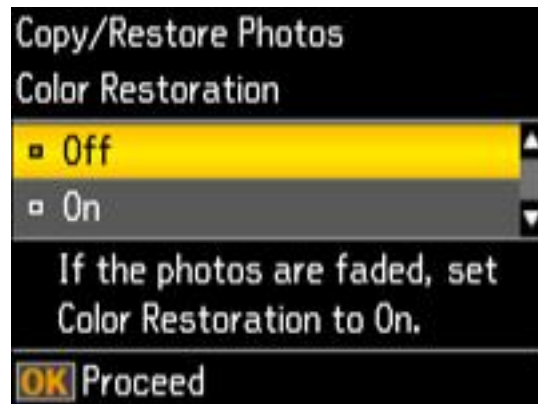 Copy/Restore Photos
Color Restoration
Off
On
If the photos are faded, set
Color Restoration to On.
OK Proceed